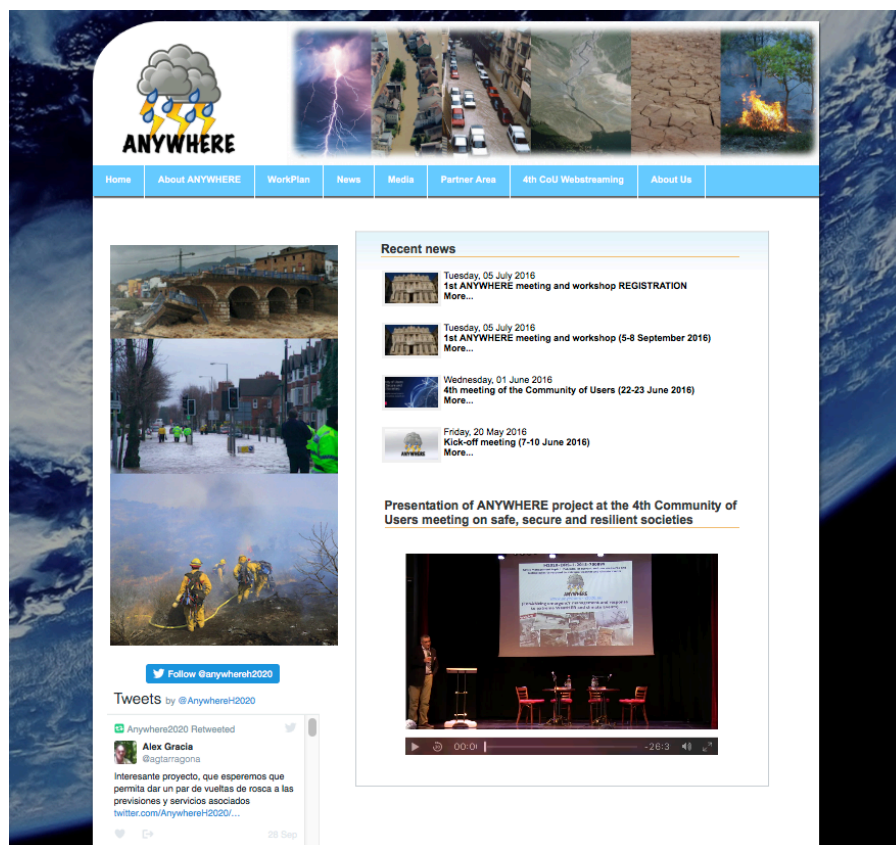 ANYWHERE
Home
About ANYWHERE
WorkPlan
News
Media
Partner Area
4th CoU Webstreaming
About Us
Recent news
Tuesday, 05 July 2016
1st ANYWHERE meeting and workshop REGISTRATION
More...
Tuesday, 05 July 2016
1st ANYWHERE meeting and workshop (5-8 September 2016)
More...
Wednesday, 01 June 2016
4th meeting of the Community of Users (22-23 June 2016)
More...
ANYWHERE
Friday, 20 May 2016
Kick-off meeting (7-10 June 2016)
More...
Presentation of ANYWHERE project at the 4th Community of
Users meeting on safe, secure and resilient societies
ANYWHERE
00:0
-26:3
Follow @anywhereh2020
Tweets by @AnywhereH2020
Anywhere2020 Retweeted
Alex Gracia
@agtarragona
Interesante proyecto, que esperemos que
permita dar un par de vueltas de rosca a las
previsiones y servicios asociados
twitter.com/AnywhereH2020/…
28 Sep